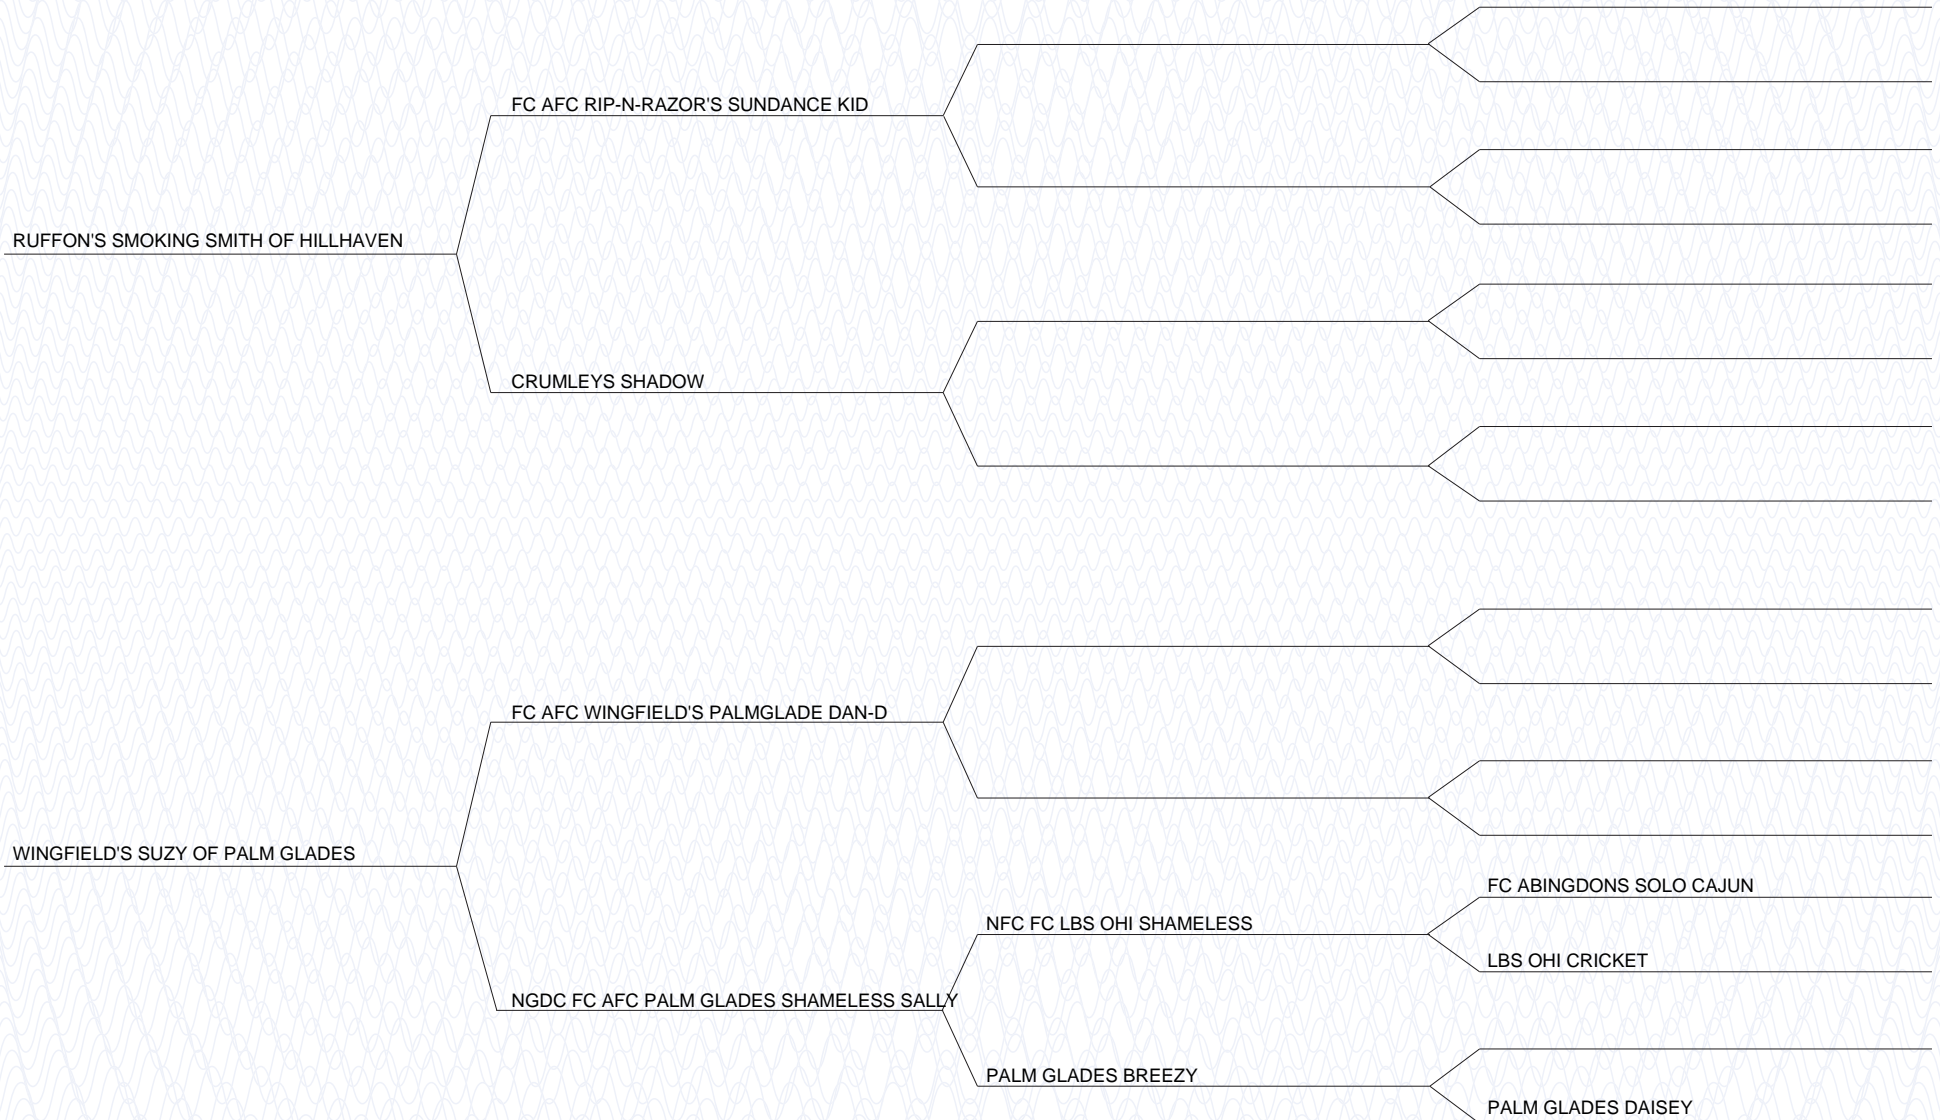 FC AFC RIP-N-RAZOR'S SUNDANCE KID
RUFFON'S SMOKING SMITH OF HILLHAVEN
CRUMLEYS SHADOW
FC AFC WINGFIELD'S PALMGLADE DAN-D
WINGFIELD'S SUZY OF PALM GLADES
FC ABINGDONS SOLO CAJUN
NFC FC LBS OHI SHAMELESS
LBS OHI CRICKET
NGDC FC AFC PALM GLADES SHAMELESS SALLY
PALM GLADES BREEZY
PALM GLADES DAISEY